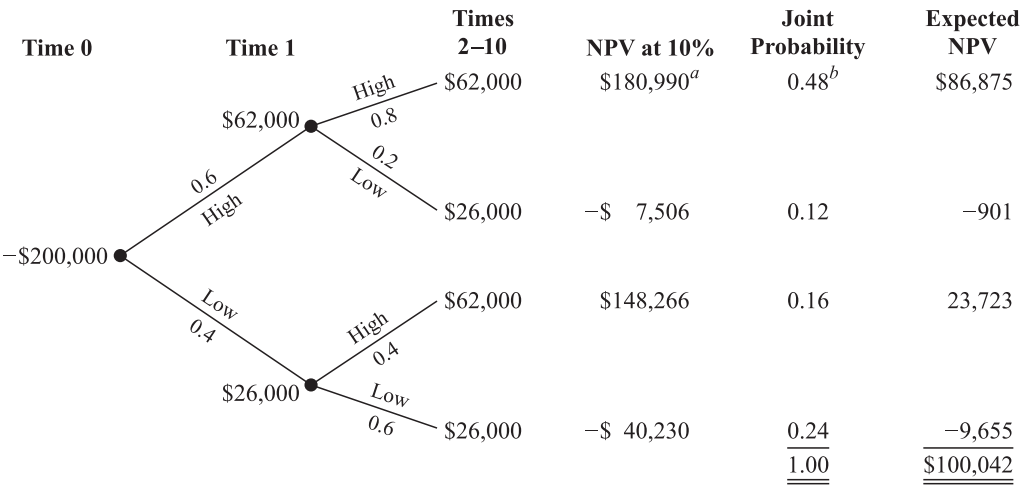 Times Joint Expected
Time 0 Time 1 2–10 NPV at 10% Probability NPV
High $62,000 $180,990a 0.48b $86,875
$62,000 0.8
0.2
0.6 Low
High $26,000 −$ 7,506 0.12 −901
−$200,000
Low $62,000 $148,266 0.16 23,723
0.4 High
0.4
$26,000 Low
0.6 $26,000 −$ 40,230 0.24 −9,655
1.00 $100,042